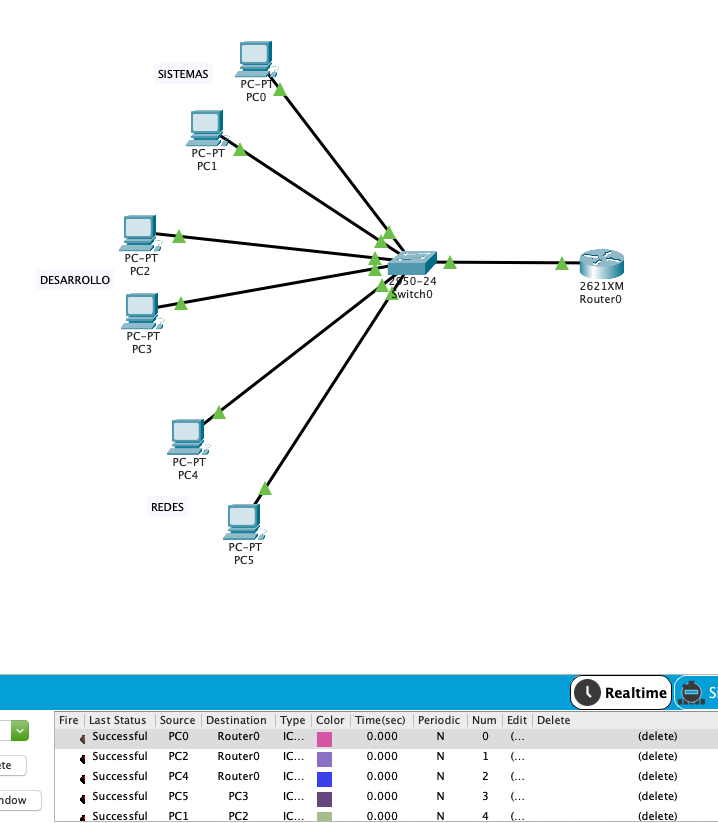 SISTEMAS
PC-PT
PC0
PC-PT
PC1
PC-PT
PC2
DESARROLLO
PC-PT
PC3
2950-24
Switch0
2621XM
Router0
PC-PT
PC4
REDES
PC-PT
PC5
Realtime
Fire Last Status Source Destination Type Color Time(sec) Periodic Num Edit Delete
Successful PC0 Router0 IC... 0.000 N 0 (... (delete)
Successful PC2 Router0 IC... 0.000 N 1 (... (delete)
Successful PC4 Router0 IC... 0.000 N 2 (... (delete)
Successful PC5 PC3 IC... 0.000 N 3 (... (delete)
Successful PC1 PC2 IC... 0.000 N 4 (... (delete)